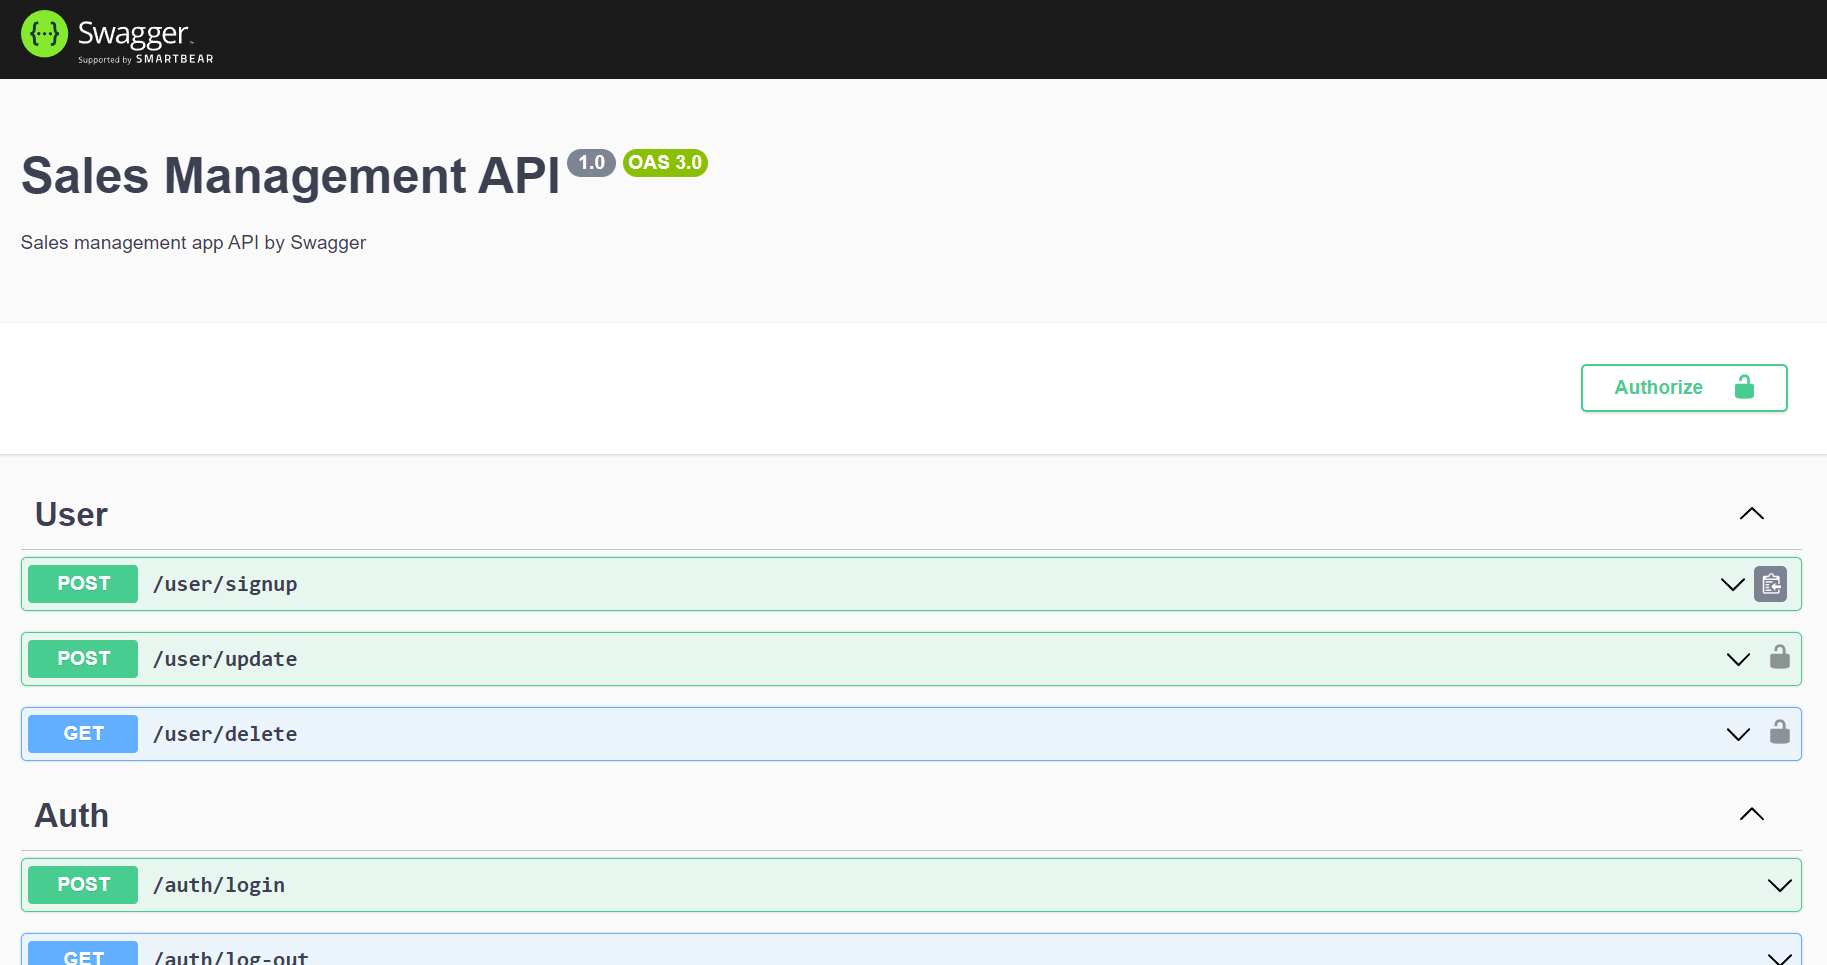 Swagger
Supported by SMARTBEAR
Sales Management API 1.0 OAS 3.0
Sales management app API by Swagger
Authorize
User
POST /user/signup
POST /user/update
GET /user/delete
Auth
POST /auth/login
GET /auth/log-out